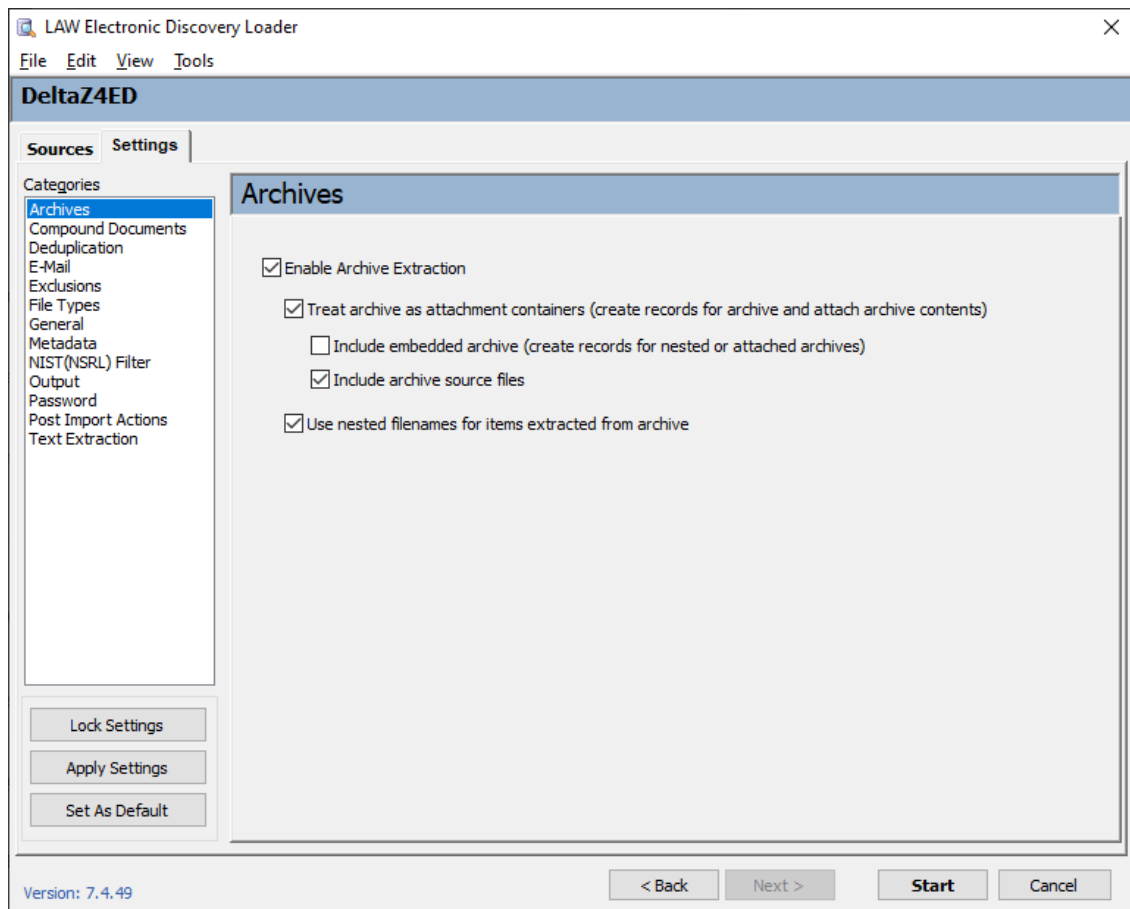 LAW Electronic Discovery Loader
File Edit View Tools
DeltaZ4ED
Sources Settings
Categories
Archives
Compound Documents
Deduplication
E-Mail
Exclusions
File Types
General
Metadata
NIST(NSRL) Filter
Output
Password
Post Import Actions
Text Extraction
Lock Settings
Apply Settings
Set As Default
Archives
Enable Archive Extraction
Treat archive as attachment containers (create records for archive and attach archive contents)
Include embedded archive (create records for nested or attached archives)
Include archive source files
Use nested filenames for items extracted from archive
Version: 7.4.49
< Back Next > Start Cancel